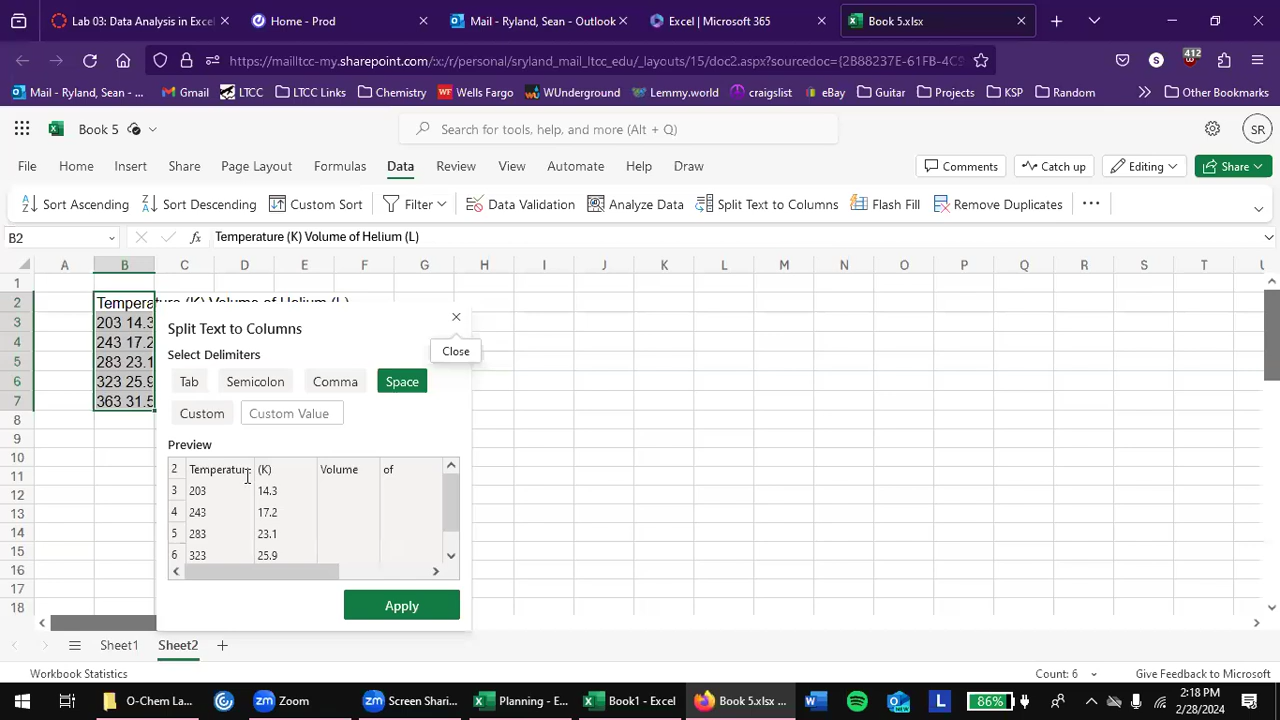 Lab 03: Data Analysis in Excel
Home - Prod
Mail - Ryland, Sean - Outlook
Excel | Microsoft 365
Book 5.xlsx
https://mailltcc-my.sharepoint.com/:x:/r/personal/sryland_mail_ltcc_edu/_layouts/15/doc2.aspx?sourcedoc={2B88237E-61FB-4C9
S
412
Mail - Ryland, Sean - ...
Gmail
LTCC
LTCC Links
Chemistry
Wells Fargo
WUnderground
Lemmy.world
craigslist
eBay
Guitar
Projects
KSP
Random
Other Bookmarks
Book 5
Search for tools, help, and more (Alt + Q)
SR
File Home Insert Share Page Layout Formulas Data Review View Automate Help Draw
Comments
Catch up
Editing
Share
Sort Ascending
Sort Descending
Custom Sort
Filter
Data Validation
Analyze Data
Split Text to Columns
Flash Fill
Remove Duplicates
B2
fx
Temperature (K) Volume of Helium (L)
A B C D E F G H I J K L M N O P Q R S T U
1
2 Temperature (K) Volume of Helium (L)
3 203 14.3
4 243 17.2
5 283 23.1
6 323 25.9
7 363 31.5
8
9
10
11
12
13
14
15
16
17
18
Split Text to Columns
Close
Select Delimiters
Tab Semicolon Comma Space
Custom Custom Value
Preview
2 Temperatur (K) Volume of
3 203 14.3
4 243 17.2
5 283 23.1
6 323 25.9
Apply
Sheet1
Sheet2
Workbook Statistics
Count: 6
Give Feedback to Microsoft
O-Chem La...
Zoom
Screen Shari...
Planning - E...
Book1 - Excel
Book 5.xlsx ...
L
86%
2:18 PM
2/28/2024